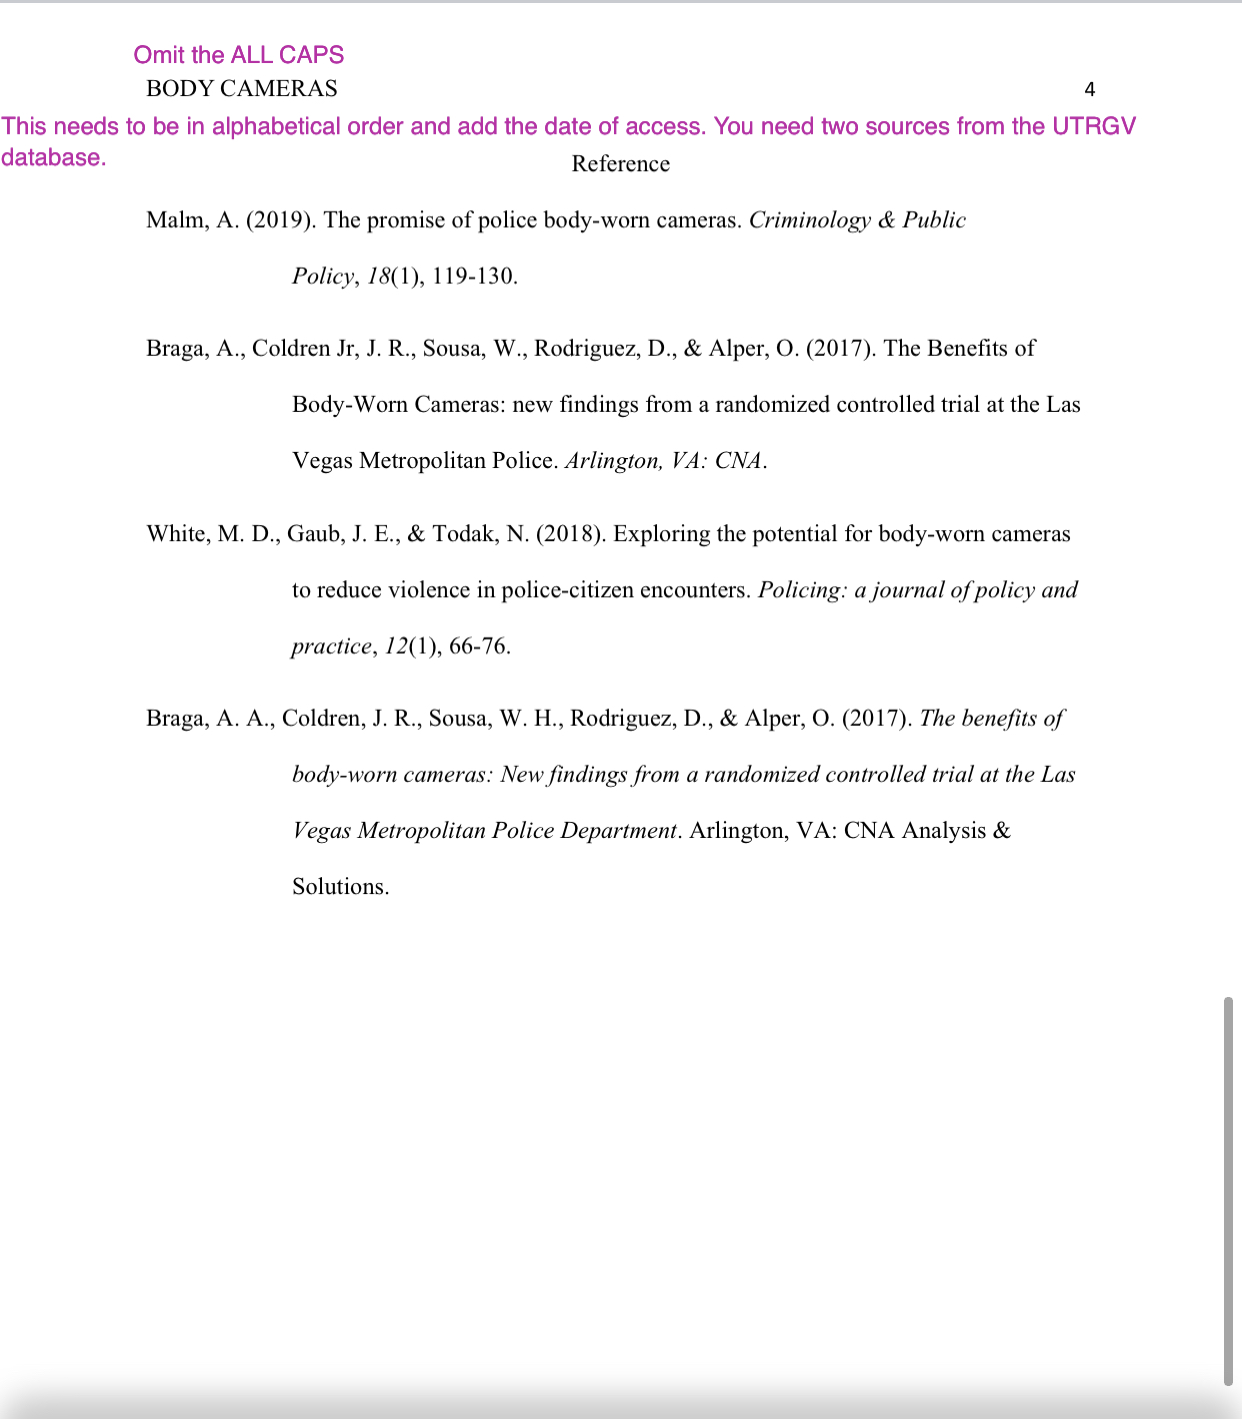 Omit the ALL CAPS
BODY CAMERAS 4
This needs to be in alphabetical order and add the date of access. You need two sources from the UTRGV
database.
Reference
Malm, A. (2019). The promise of police body-worn cameras. Criminology & Public
Policy, 18(1), 119-130.
Braga, A., Coldren Jr, J. R., Sousa, W., Rodriguez, D., & Alper, O. (2017). The Benefits of
Body-Worn Cameras: new findings from a randomized controlled trial at the Las
Vegas Metropolitan Police. Arlington, VA: CNA.
White, M. D., Gaub, J. E., & Todak, N. (2018). Exploring the potential for body-worn cameras
to reduce violence in police-citizen encounters. Policing: a journal of policy and
practice, 12(1), 66-76.
Braga, A. A., Coldren, J. R., Sousa, W. H., Rodriguez, D., & Alper, O. (2017). The benefits of
body-worn cameras: New findings from a randomized controlled trial at the Las
Vegas Metropolitan Police Department. Arlington, VA: CNA Analysis &
Solutions.